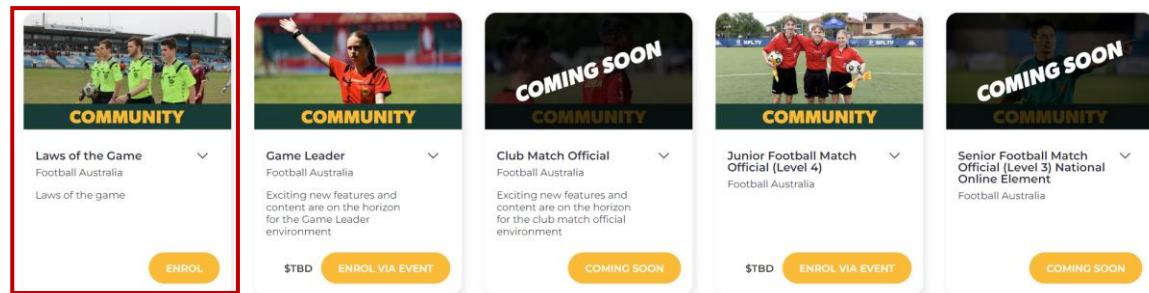 COMMUNITY
Laws of the Game
Football Australia
Laws of the game
ENROL
COMMUNITY
Game Leader
Football Australia
Exciting new features and
content are on the horizon
for the Game Leader
environment
$TBD ENROL VIA EVENT
COMING SOON
COMMUNITY
Club Match Official
Football Australia
Exciting new features and
content are on the horizon
for the club match official
environment
COMING SOON
NPL.TV
COMMUNITY
Junior Football Match
Official (Level 4)
Football Australia
$TBD ENROL VIA EVENT
COMING SOON
COMMUNITY
Senior Football Match
Official (Level 3) National
Online Element
Football Australia
COMING SOON